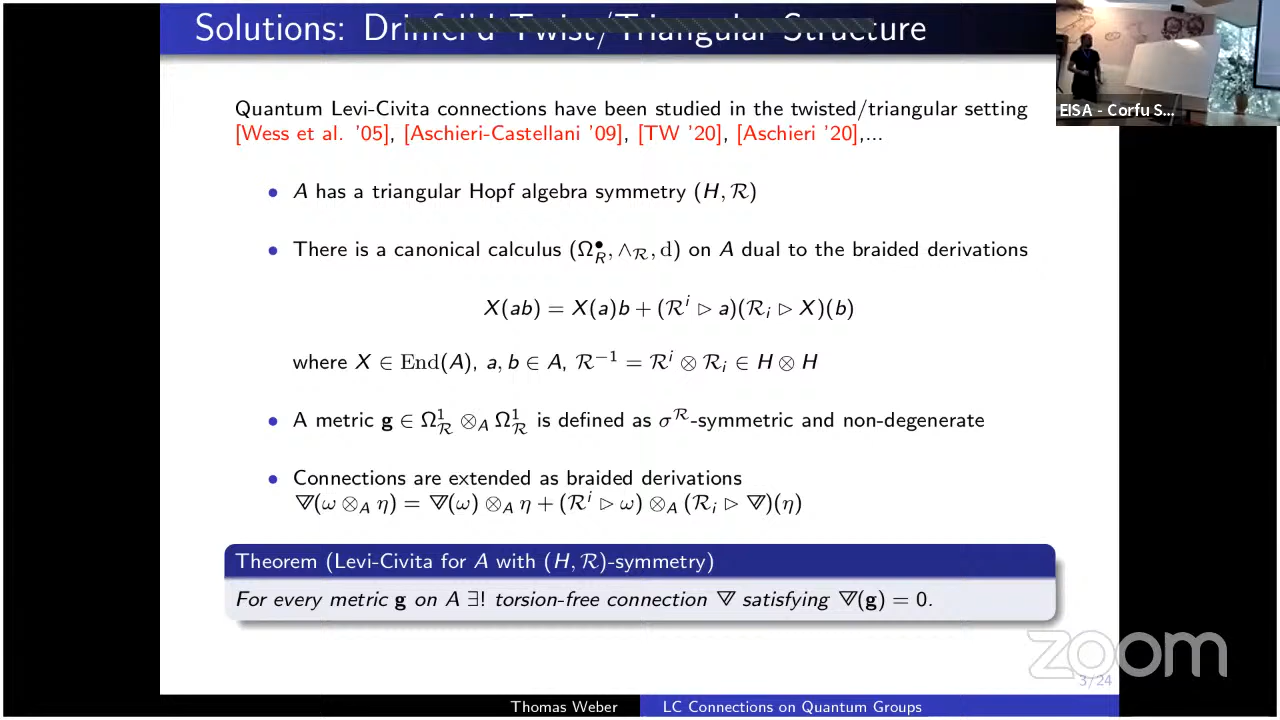 Solutions: Drinfel'd Twist/Triangular Structure
EISA - Corfu S...
Quantum Levi-Civita connections have been studied in the twisted/triangular setting
[Wess et al. '05], [Aschieri-Castellani '09], [TW '20], [Aschieri '20],...
• A has a triangular Hopf algebra symmetry (H, ℛ)
• There is a canonical calculus (Ω•_R, ∧_ℛ, d) on A dual to the braided derivations
X(ab) = X(a)b + (ℛ^i ▷ a)(ℛ_i ▷ X)(b)
where X ∈ End(A), a, b ∈ A, ℛ^−1 = ℛ^i ⊗ ℛ_i ∈ H ⊗ H
• A metric g ∈ Ω^1_ℛ ⊗_A Ω^1_ℛ is defined as σ^ℛ-symmetric and non-degenerate
• Connections are extended as braided derivations
∇(ω ⊗_A η) = ∇(ω) ⊗_A η + (ℛ^i ▷ ω) ⊗_A (ℛ_i ▷ ∇)(η)
Theorem (Levi-Civita for A with (H, ℛ)-symmetry)
For every metric g on A ∃! torsion-free connection ∇ satisfying ∇(g) = 0.
zoom
3/24
Thomas Weber
LC Connections on Quantum Groups